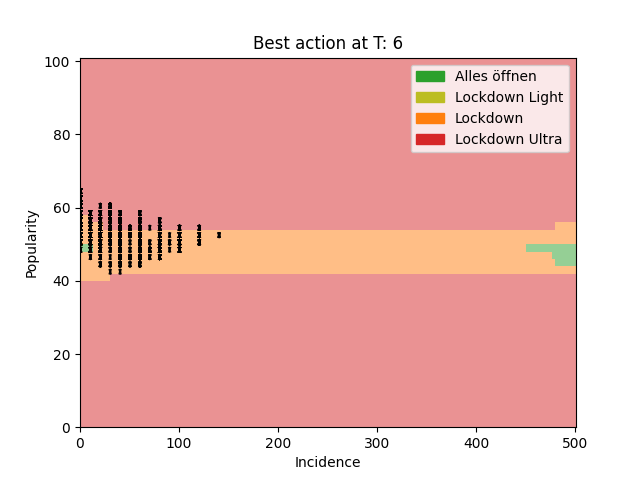 Best action at T: 6
Alles öffnen
Lockdown Light
Lockdown
Lockdown Ultra
Popularity
100
80
60
40
20
0
0 100 200 300 400 500
Incidence